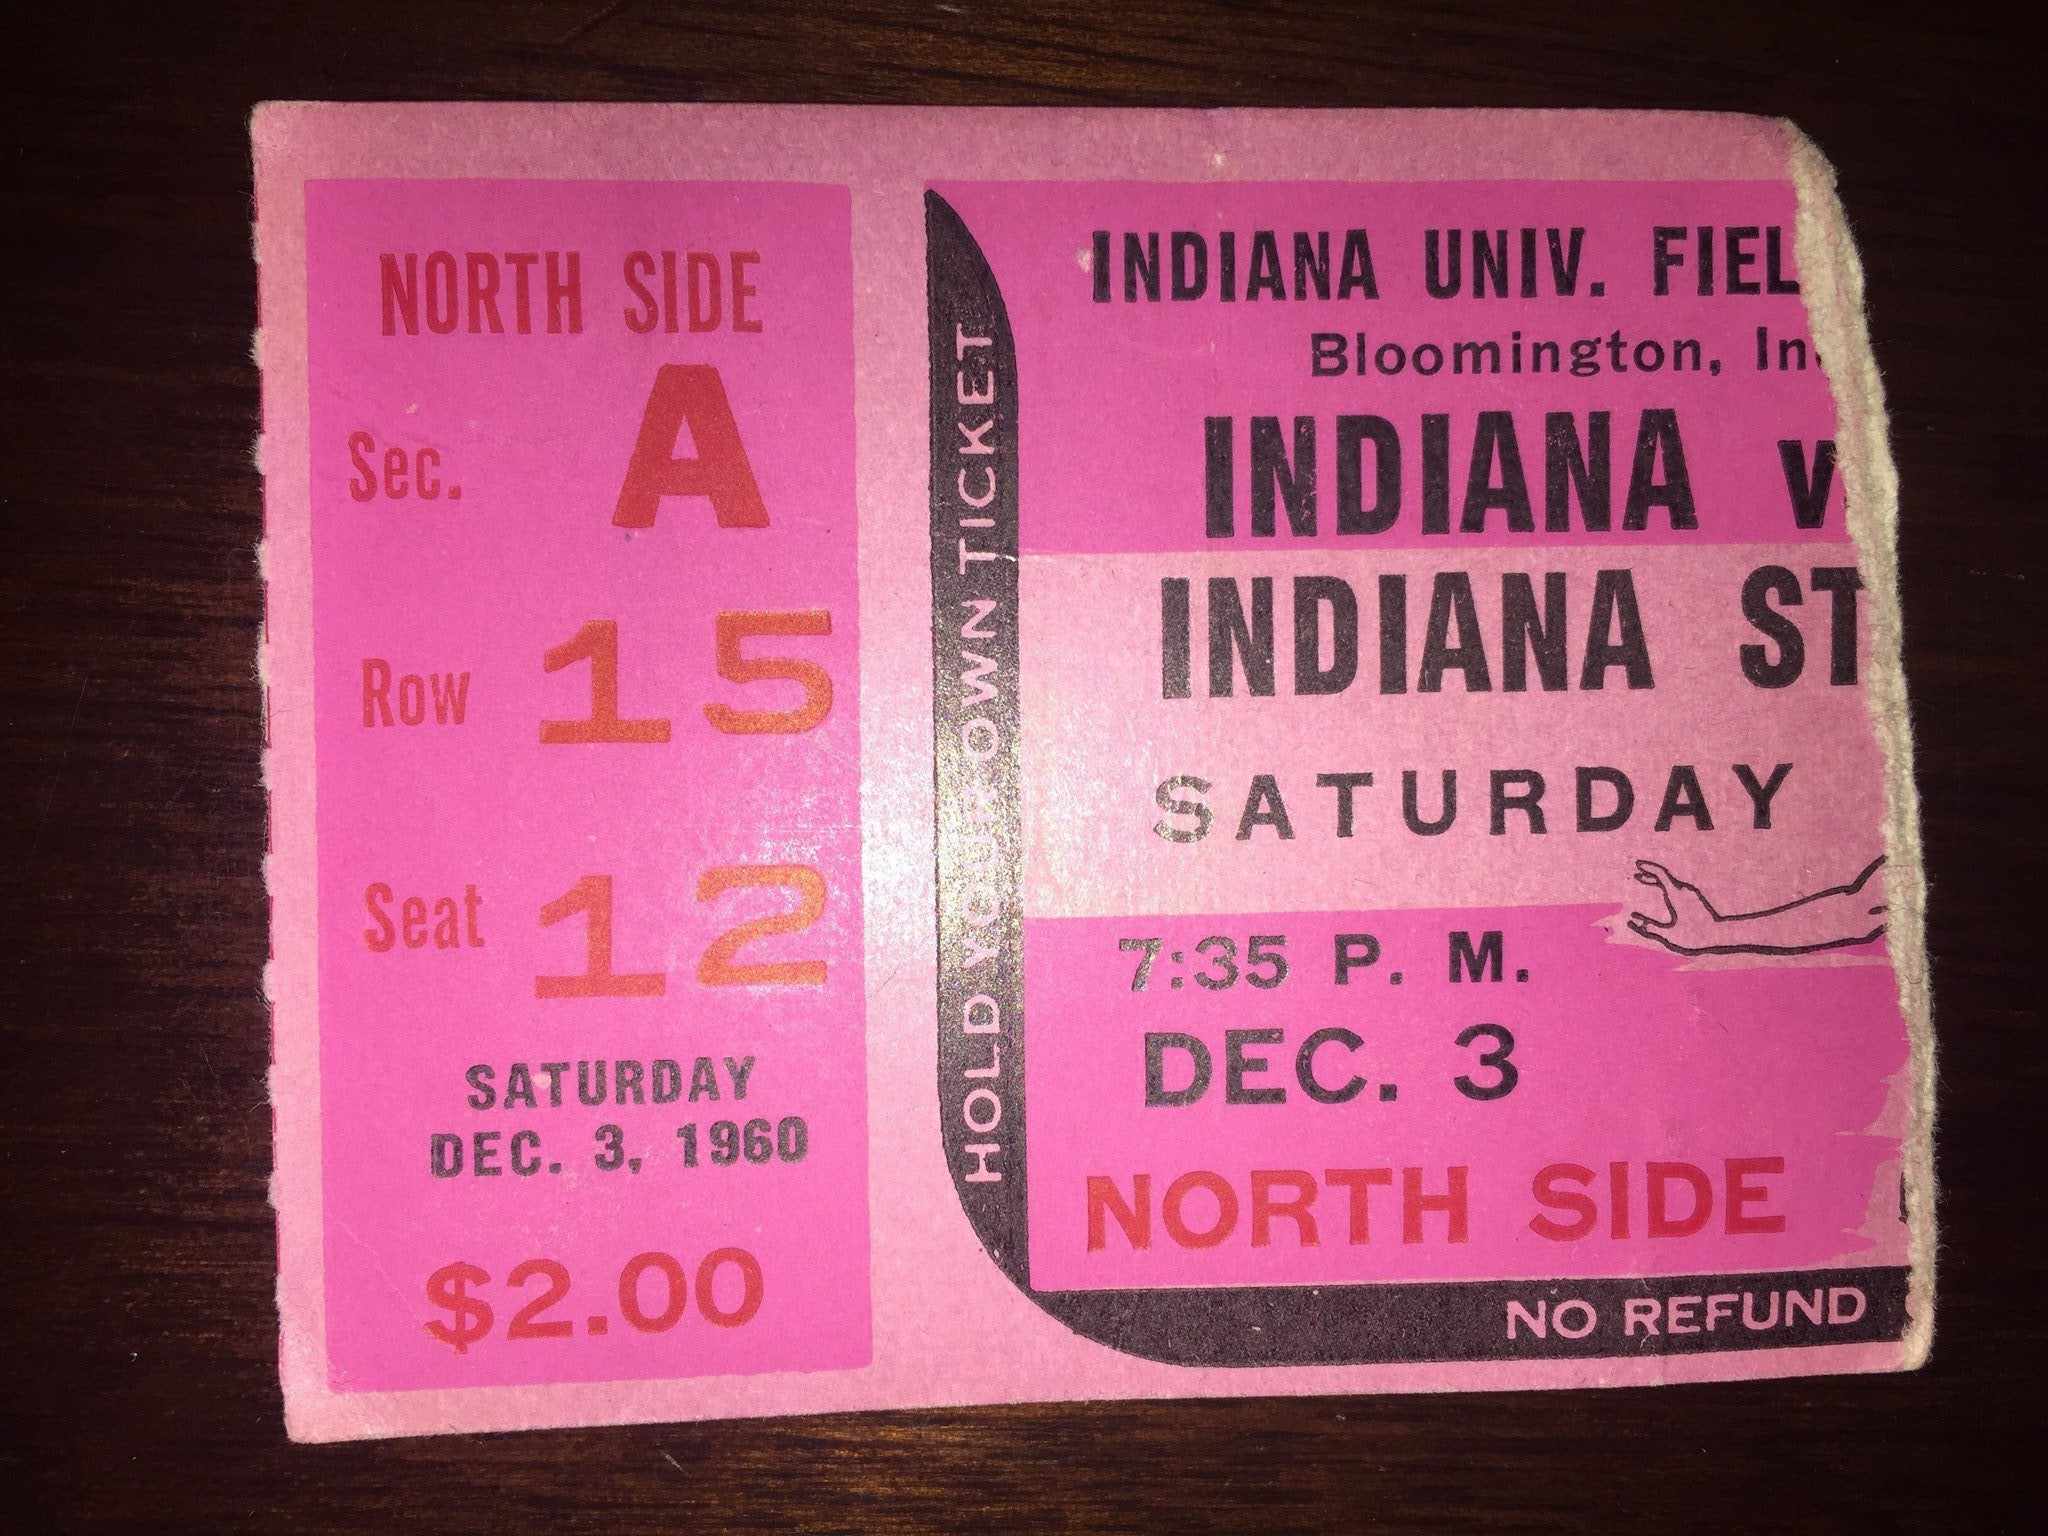 NORTH SIDE
Sec. A
Row 15
Seat 12
SATURDAY
DEC. 3, 1960
$2.00
HOLD YOUR OWN TICKET
INDIANA UNIV. FIEL
Bloomington, In
INDIANA v
INDIANA ST
SATURDAY
7:35 P. M.
DEC. 3
NORTH SIDE
NO REFUND